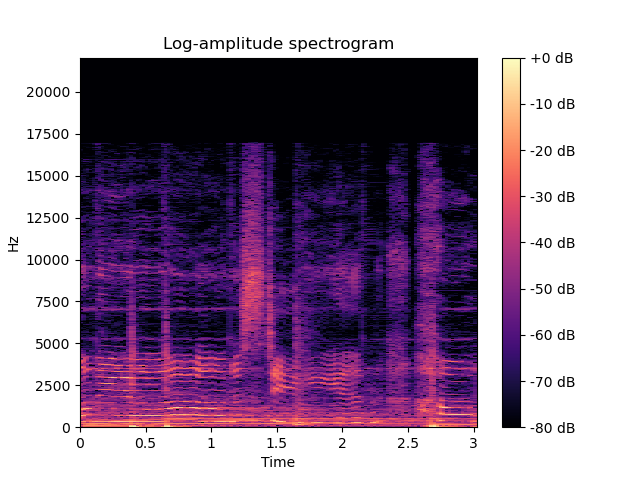 Log-amplitude spectrogram
Hz
20000
17500
15000
12500
10000
7500
5000
2500
0
0 0.5 1 1.5 2 2.5 3
Time
+0 dB
-10 dB
-20 dB
-30 dB
-40 dB
-50 dB
-60 dB
-70 dB
-80 dB